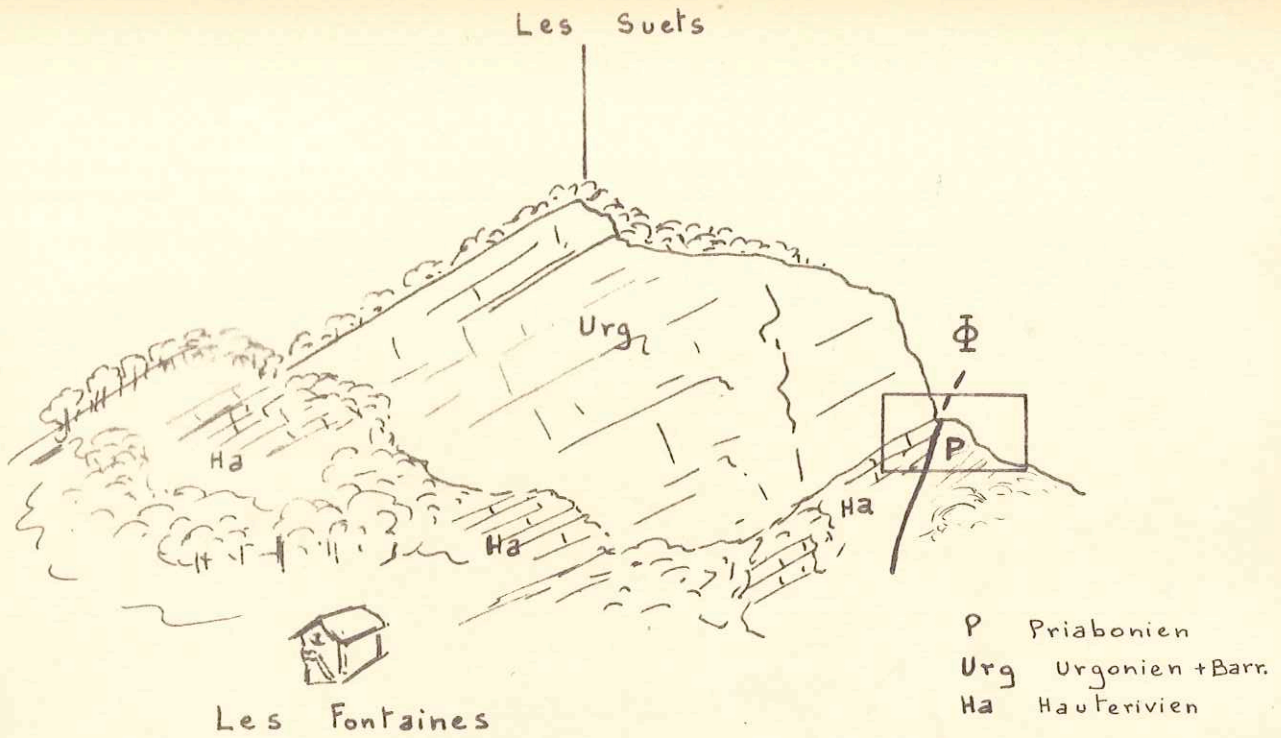 Les Suets
Urg
Φ
P
Ha
Ha
Ha
P Priabonien
Urg Urgonien + Barr.
Ha Hauterivien
Les Fontaines